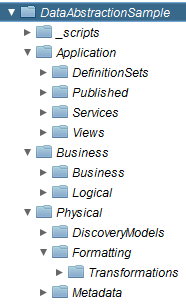 DataAbstractionSample
_scripts
Application
DefinitionSets
Published
Services
Views
Business
Business
Logical
Physical
DiscoveryModels
Formatting
Transformations
Metadata